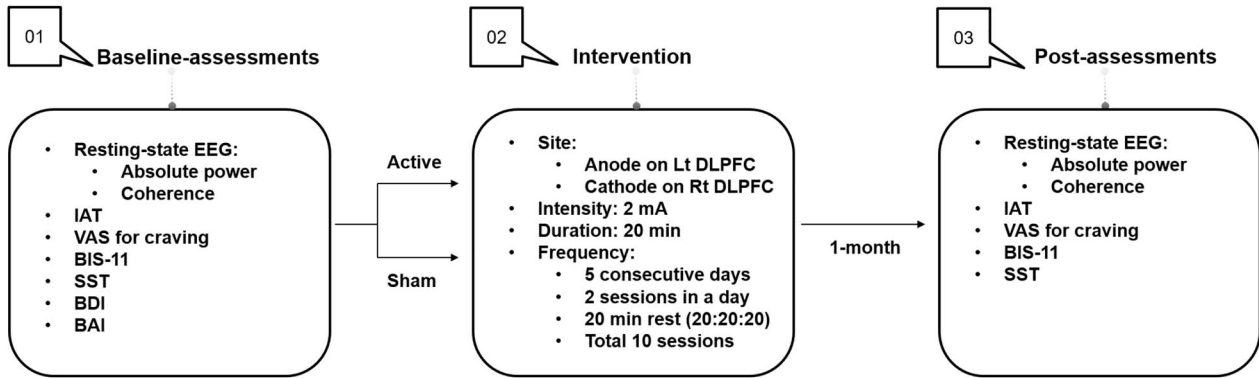 01
Baseline-assessments
Resting-state EEG:
Absolute power
Coherence
IAT
VAS for craving
BIS-11
SST
BDI
BAI
Active
Sham
02
Intervention
Site:
Anode on Lt DLPFC
Cathode on Rt DLPFC
Intensity: 2 mA
Duration: 20 min
Frequency:
5 consecutive days
2 sessions in a day
20 min rest (20:20:20)
Total 10 sessions
1-month
03
Post-assessments
Resting-state EEG:
Absolute power
Coherence
IAT
VAS for craving
BIS-11
SST